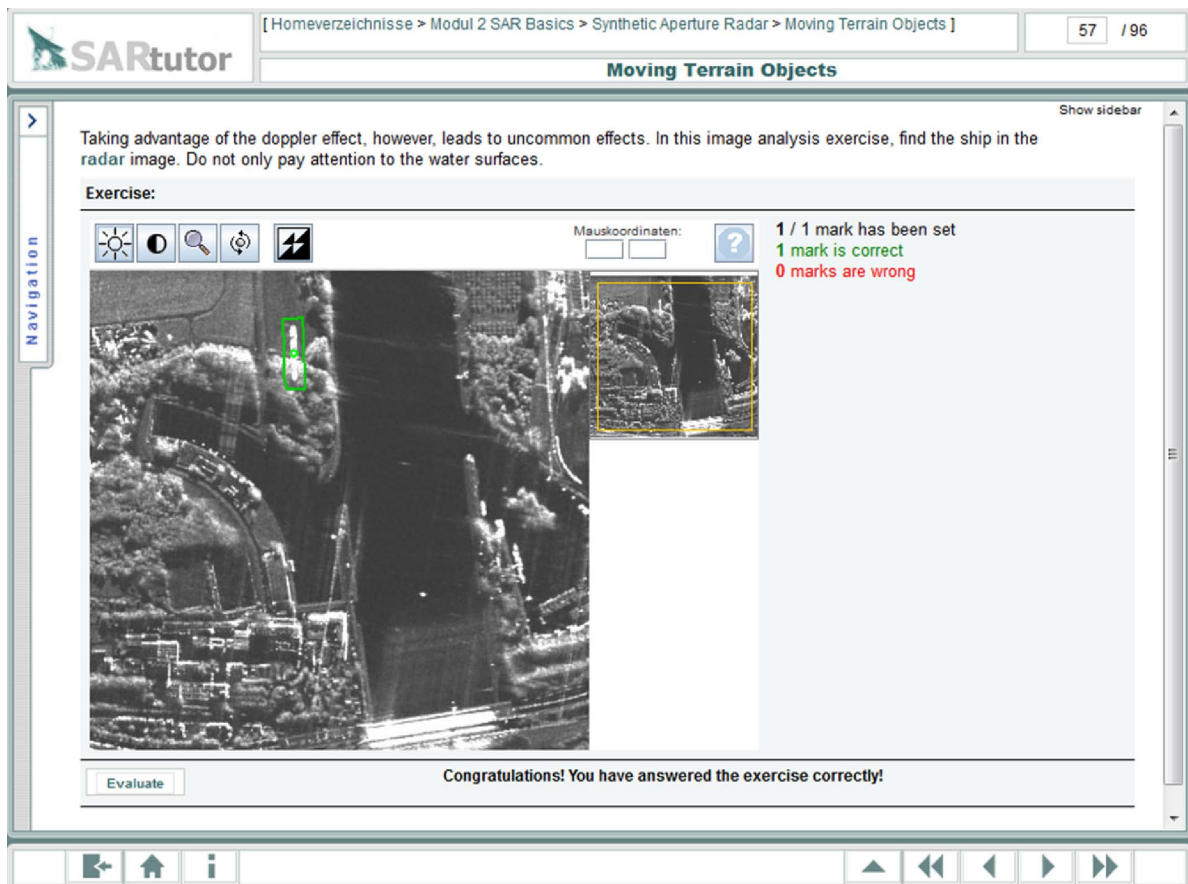 SARtutor
[ Homeverzeichnisse > Modul 2 SAR Basics > Synthetic Aperture Radar > Moving Terrain Objects ]
57 / 96
Moving Terrain Objects
Show sidebar
Navigation
Taking advantage of the doppler effect, however, leads to uncommon effects. In this image analysis exercise, find the ship in the
radar image. Do not only pay attention to the water surfaces.
Exercise:
Mauskoordinaten:
?
1 / 1 mark has been set
1 mark is correct
0 marks are wrong
Evaluate
Congratulations! You have answered the exercise correctly!
i